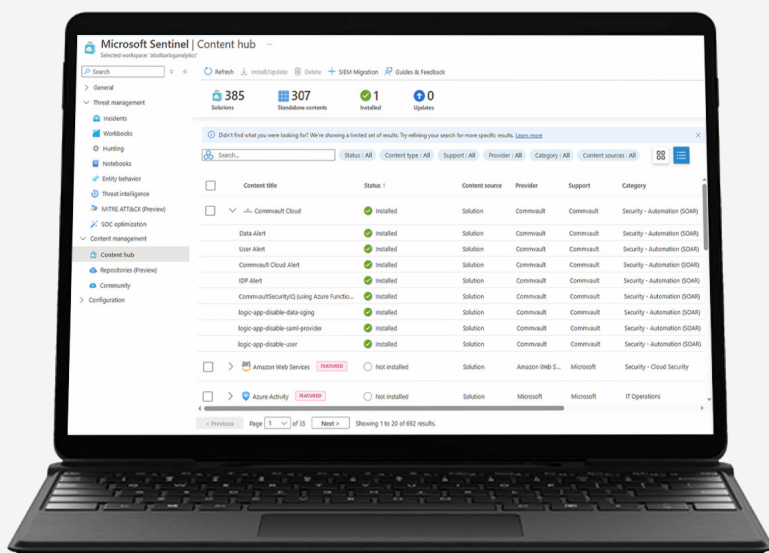 Microsoft Sentinel | Content hub ...
Selected workspace:
Search
Refresh Install/Update Delete SIEM Migration Guides & Feedback
General
Threat management
Incidents
Workbooks
Hunting
Notebooks
Entity behavior
Threat intelligence
MITRE ATT&CK (Preview)
SOC optimization
Content management
Content hub
Repositories (Preview)
Community
Configuration
385 307 1 0
Solutions Standalone contents Installed Updates
Didn't find what you were looking for? We're showing a limited set of results. Try refining your search for more specific results. Learn more
Search... Status : All Content type : All Support : All Provider : All Category : All Content sources : All
Content title Status ↑ Content source Provider Support Category
Commvault Cloud Installed Solution Commvault Commvault Security - Automation (SOAR)
Data Alert Installed Solution Commvault Commvault Security - Automation (SOAR)
User Alert Installed Solution Commvault Commvault Security - Automation (SOAR)
Commvault Cloud Alert Installed Solution Commvault Commvault Security - Automation (SOAR)
IDP Alert Installed Solution Commvault Commvault Security - Automation (SOAR)
CommvaultSecurityIQ (using Azure Functio... Installed Solution Commvault Commvault Security - Automation (SOAR)
logic-app-disable-data-aging Installed Solution Commvault Commvault Security - Automation (SOAR)
logic-app-disable-saml-provider Installed Solution Commvault Commvault Security - Automation (SOAR)
logic-app-disable-user Installed Solution Commvault Commvault Security - Automation (SOAR)
aws Amazon Web Services FEATURED Not installed Solution Amazon Web S... Microsoft Security - Cloud Security
Azure Activity FEATURED Not installed Solution Microsoft Microsoft IT Operations
< Previous Page 1 of 35 Next > Showing 1 to 20 of 692 results.